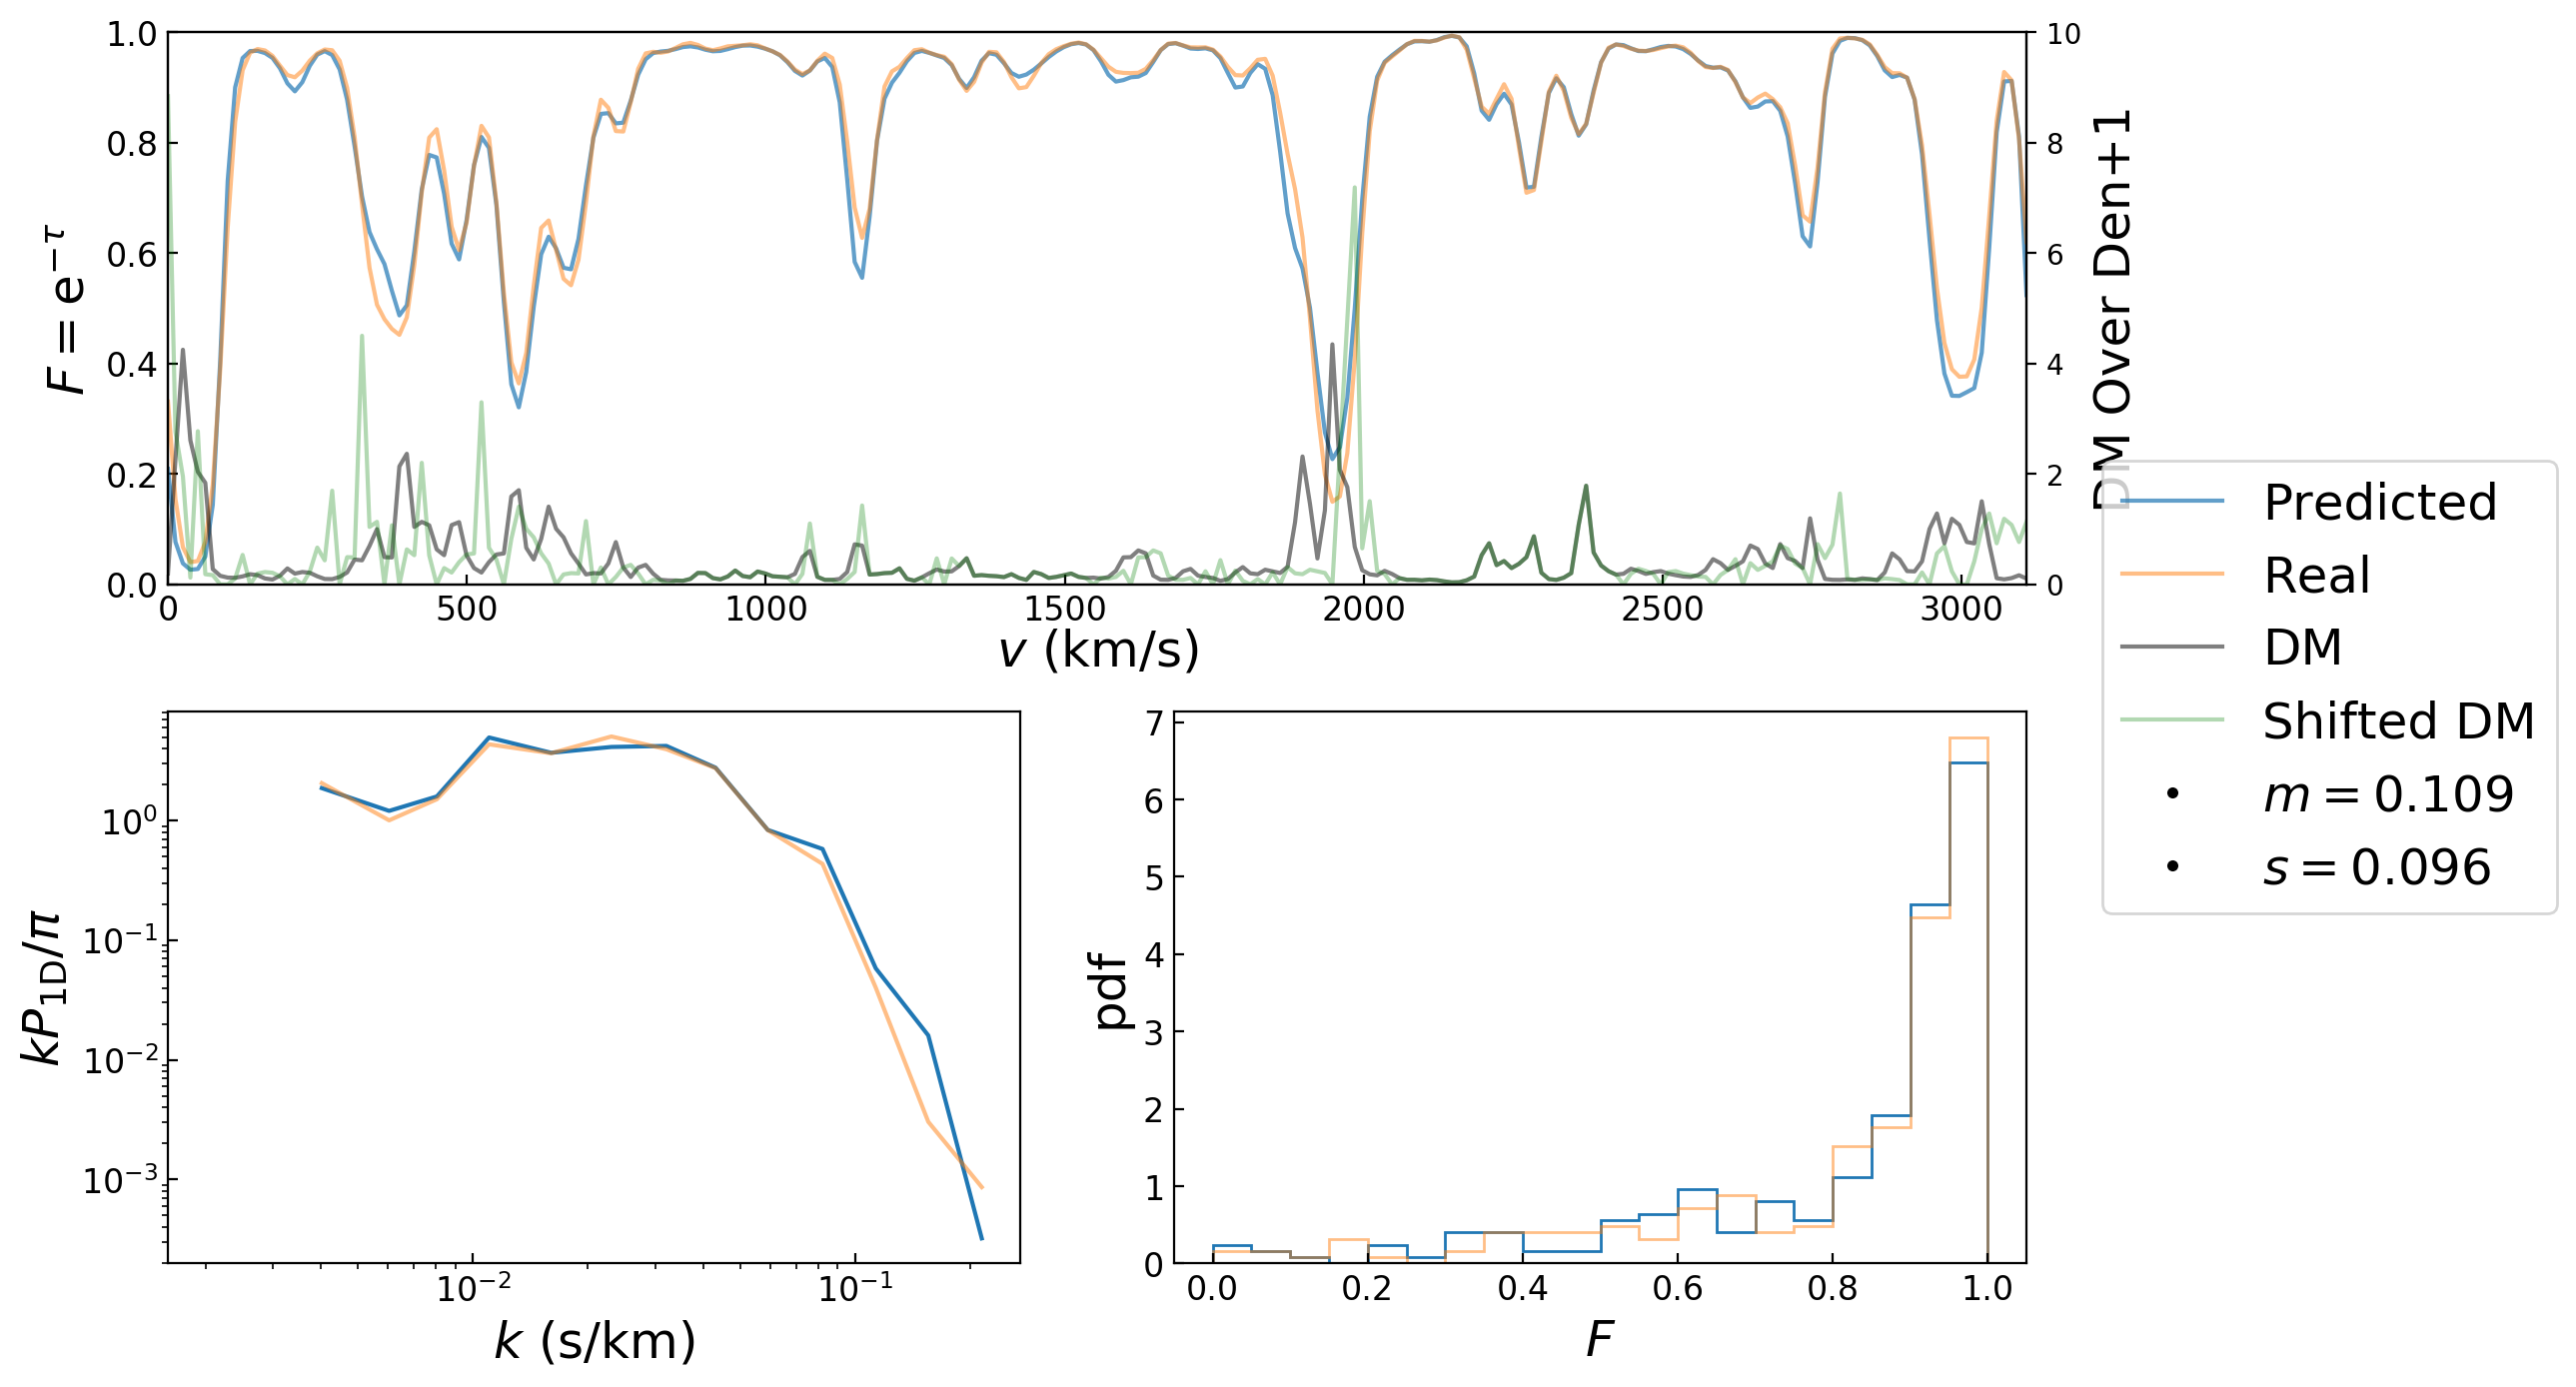 1.0
0.8
0.6
0.4
0.2
0.0
F = e^{−τ}
0 500 1000 1500 2000 2500 3000
v (km/s)
10
8
6
4
2
0
DM Over Den+1
Predicted
Real
DM
Shifted DM
m = 0.109
s = 0.096
10^0
10^{−1}
10^{−2}
10^{−3}
kP_{1D}/π
10^{−2} 10^{−1}
k (s/km)
7
6
5
4
3
2
1
0
pdf
0.0 0.2 0.4 0.6 0.8 1.0
F